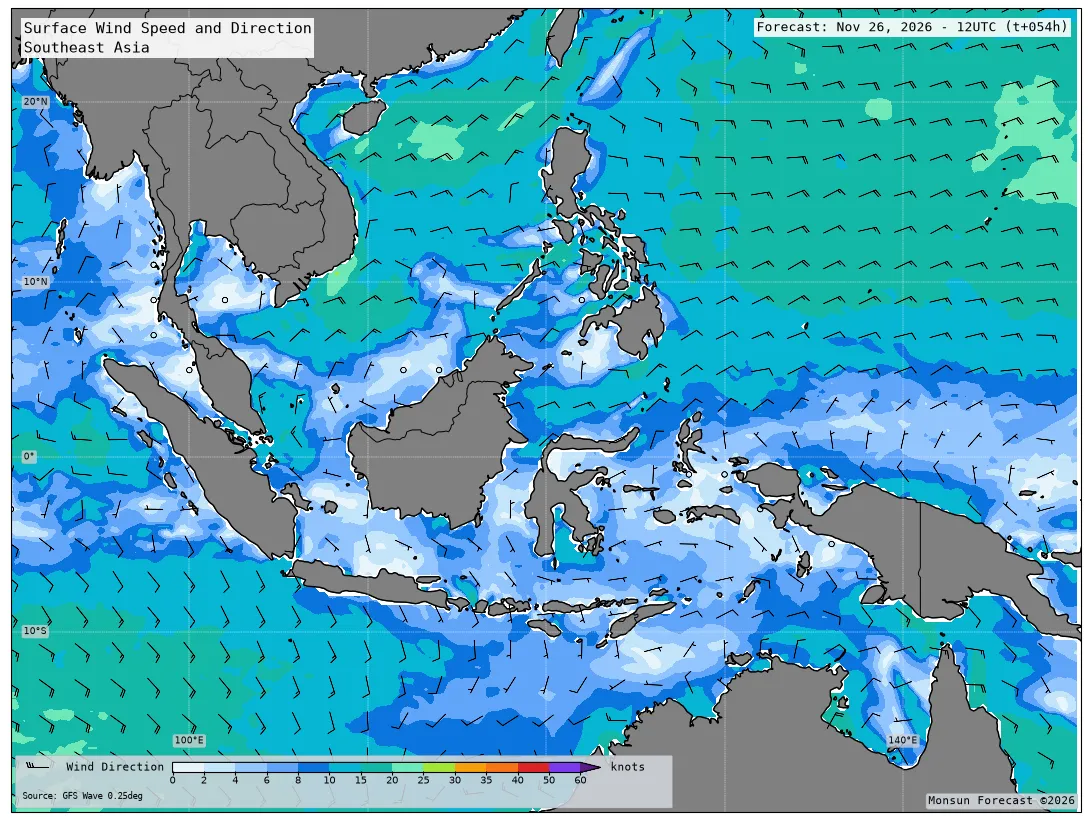 Surface Wind Speed and Direction
Southeast Asia
Forecast: Nov 26, 2026 - 12UTC (t+054h)
20°N
10°N
0°
10°S
100°E
140°E
Wind Direction
0 2 4 6 8 10 15 20 25 30 35 40 50 60
knots
Source: GFS Wave 0.25deg
Monsun Forecast ©2026